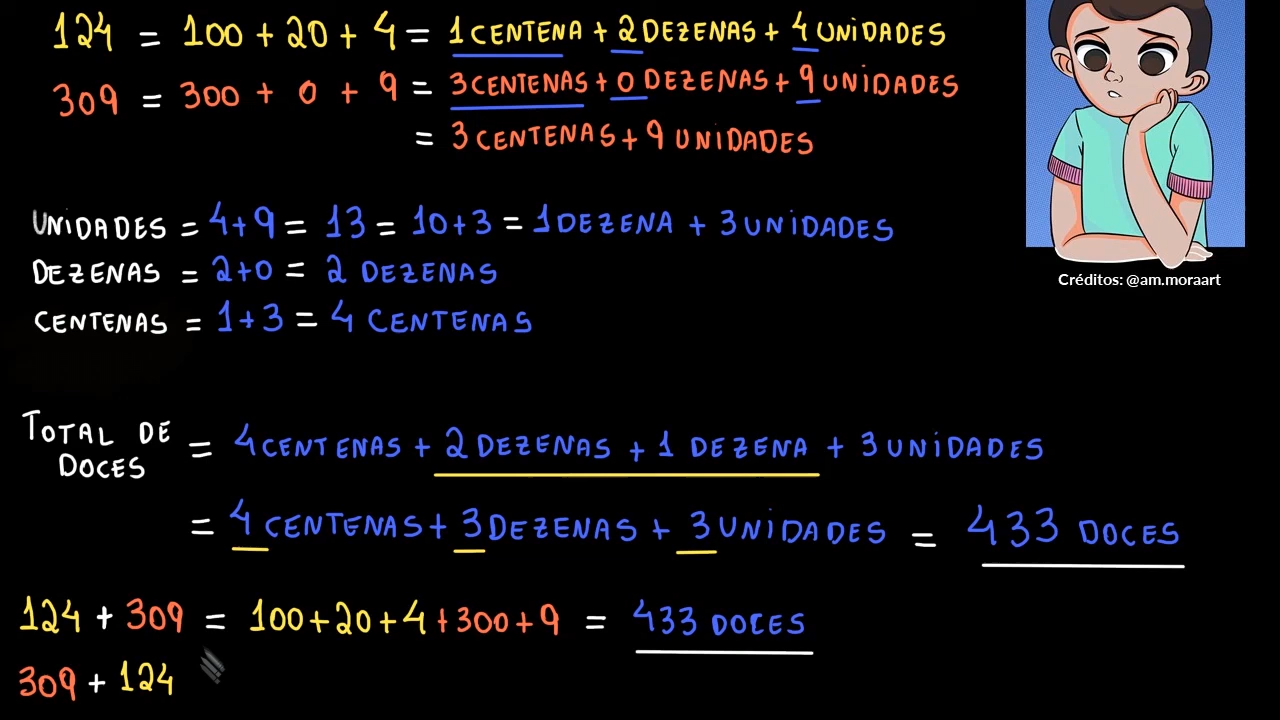 124 = 100 + 20 + 4 = 1 CENTENA + 2 DEZENAS + 4 UNIDADES
309 = 300 + 0 + 9 = 3 CENTENAS + 0 DEZENAS + 9 UNIDADES
= 3 CENTENAS + 9 UNIDADES
Créditos: @am.moraart
UNIDADES = 4+9 = 13 = 10+3 = 1 DEZENA + 3 UNIDADES
DEZENAS = 2+0 = 2 DEZENAS
CENTENAS = 1+3 = 4 CENTENAS
TOTAL DE
DOCES = 4 CENTENAS + 2 DEZENAS + 1 DEZENA + 3 UNIDADES
= 4 CENTENAS + 3 DEZENAS + 3 UNIDADES = 433 DOCES
124 + 309 = 100+20+4+300+9 = 433 DOCES
309 + 124